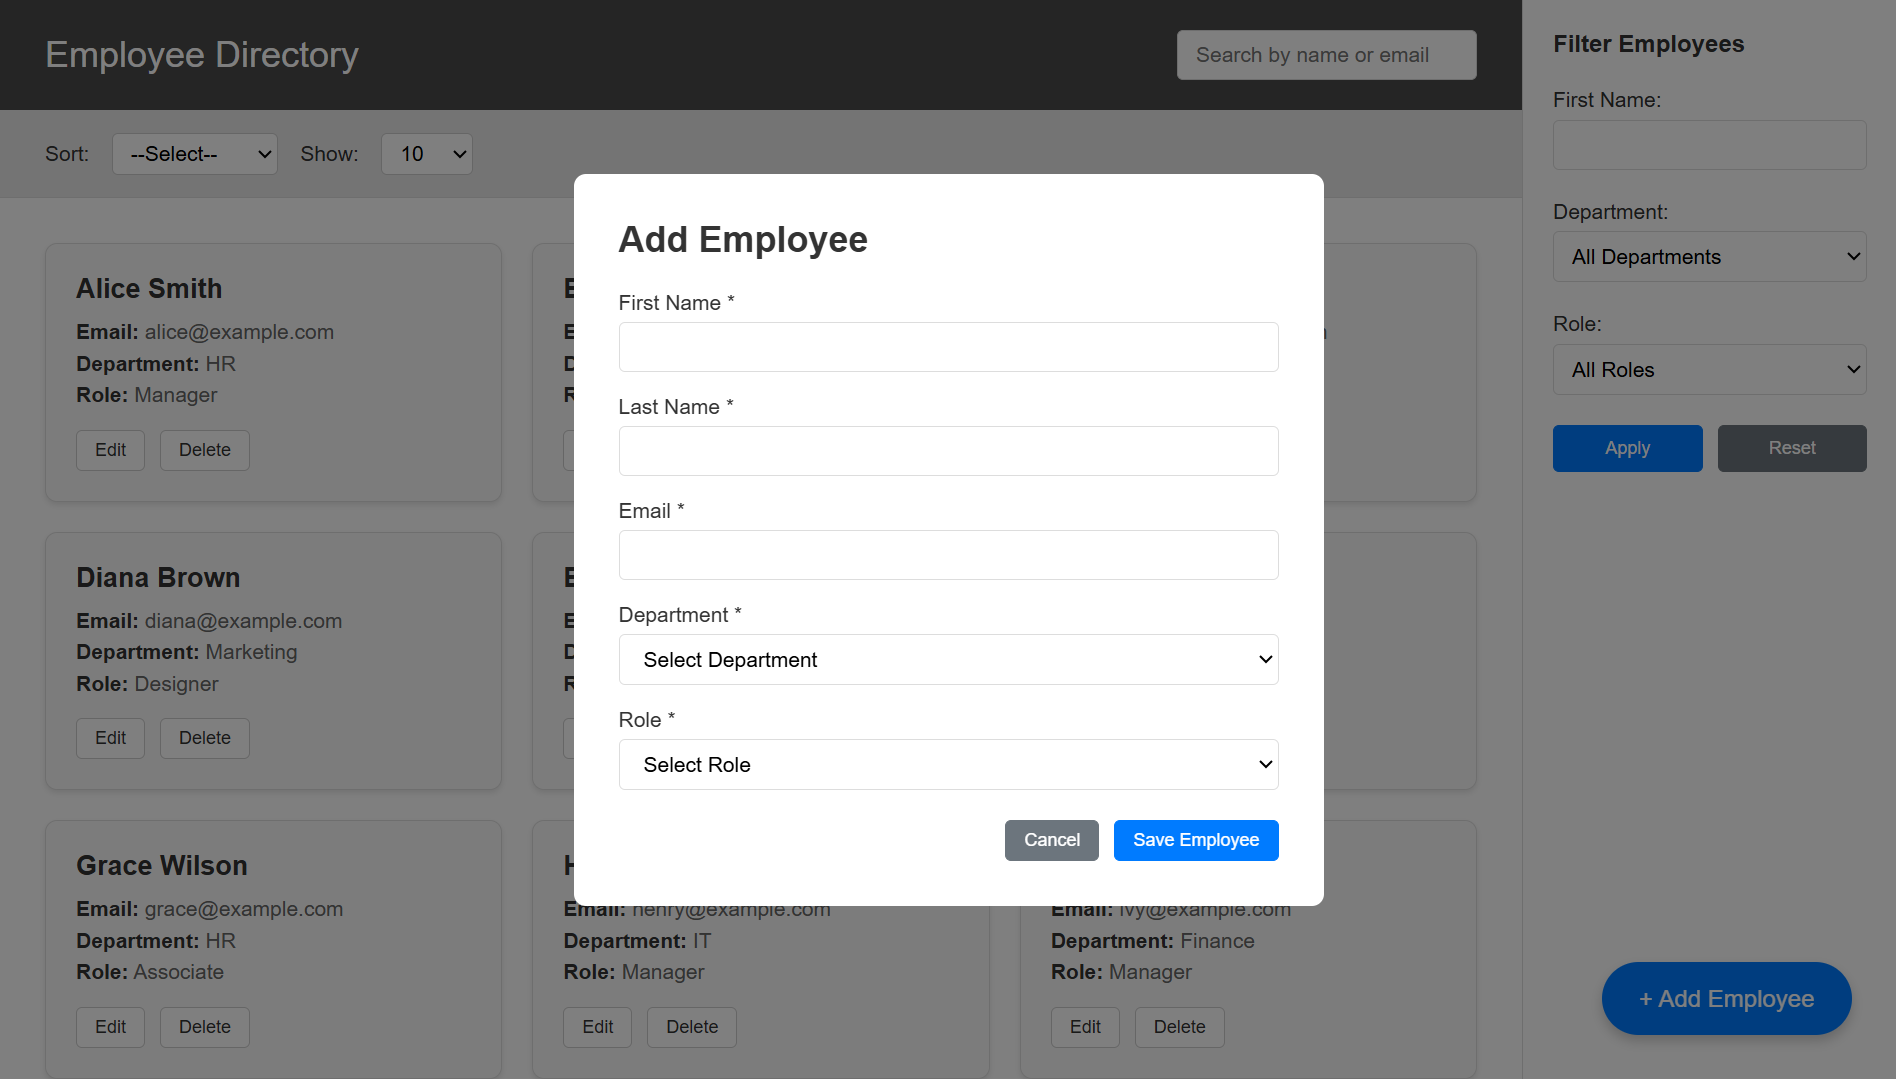 Employee Directory
Search by name or email
Sort:
--Select--
Show:
10
Filter Employees
First Name:
Department:
All Departments
Role:
All Roles
Apply
Reset
Add Employee
First Name *
Last Name *
Email *
Department *
Select Department
Role *
Select Role
Cancel
Save Employee
Alice Smith
Email: alice@example.com
Department: HR
Role: Manager
Edit
Delete
Diana Brown
Email: diana@example.com
Department: Marketing
Role: Designer
Edit
Delete
Grace Wilson
Email: grace@example.com
Department: HR
Role: Associate
Edit
Delete
Email: henry@example.com
Department: IT
Role: Manager
Edit
Delete
Email: ivy@example.com
Department: Finance
Role: Manager
Edit
Delete
+ Add Employee